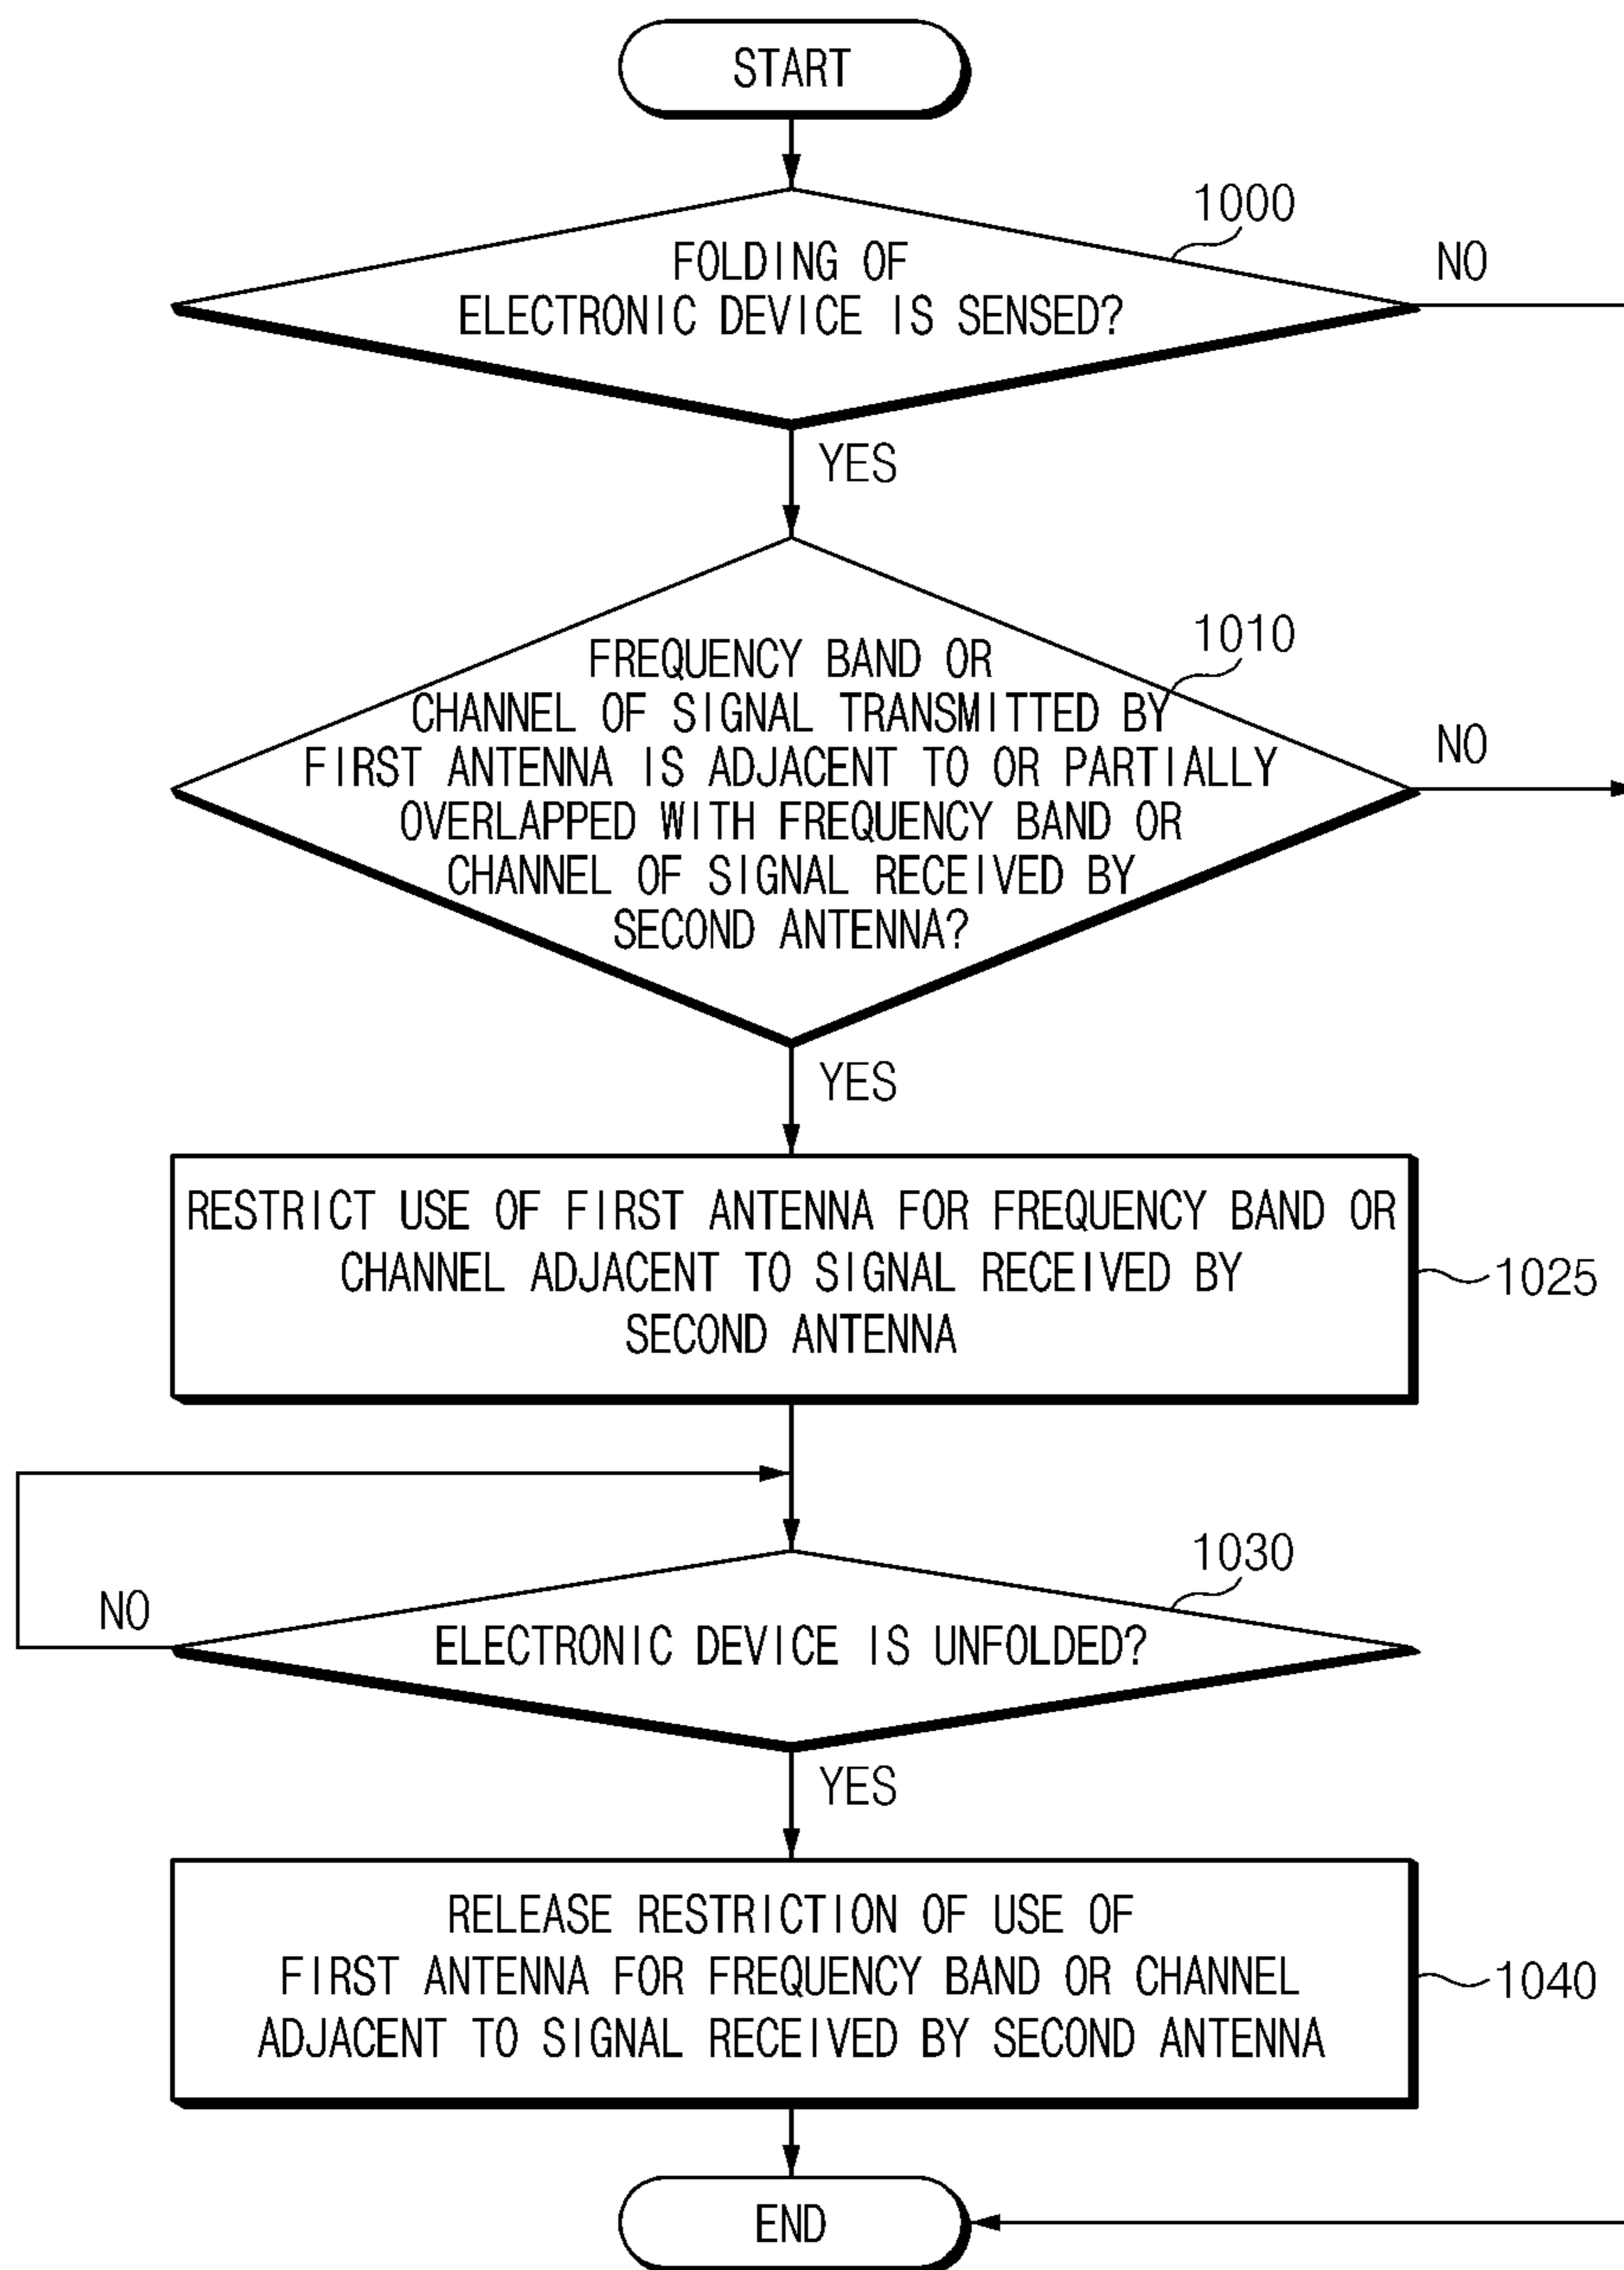 START
1000
FOLDING OF
ELECTRONIC DEVICE IS SENSED?
NO
YES
1010
FREQUENCY BAND OR
CHANNEL OF SIGNAL TRANSMITTED BY
FIRST ANTENNA IS ADJACENT TO OR PARTIALLY
OVERLAPPED WITH FREQUENCY BAND OR
CHANNEL OF SIGNAL RECEIVED BY
SECOND ANTENNA?
NO
YES
RESTRICT USE OF FIRST ANTENNA FOR FREQUENCY BAND OR
CHANNEL ADJACENT TO SIGNAL RECEIVED BY
SECOND ANTENNA
1025
1030
ELECTRONIC DEVICE IS UNFOLDED?
NO
YES
RELEASE RESTRICTION OF USE OF
FIRST ANTENNA FOR FREQUENCY BAND OR CHANNEL
ADJACENT TO SIGNAL RECEIVED BY SECOND ANTENNA
1040
END